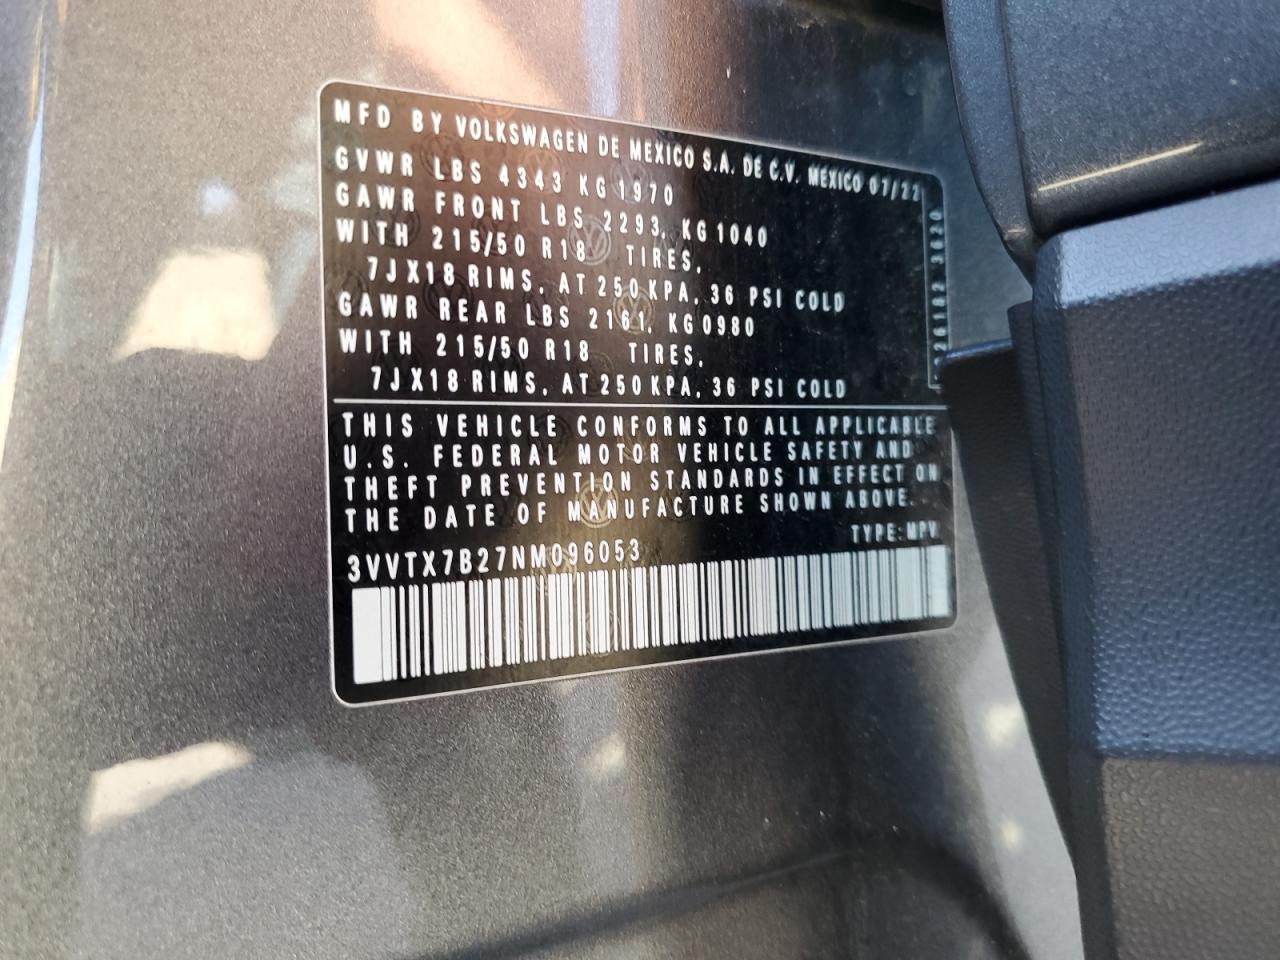 MFD BY VOLKSWAGEN DE MEXICO S.A. DE C.V. MEXICO 07/22
GVWR LBS 4343 KG 1970
GAWR FRONT LBS 2293, KG 1040
WITH 215/50 R18 TIRES,
7JX18 RIMS, AT 250 KPA, 36 PSI COLD
GAWR REAR LBS 2161, KG 0980
WITH 215/50 R18 TIRES,
7JX18 RIMS, AT 250 KPA, 36 PSI COLD
THIS VEHICLE CONFORMS TO ALL APPLICABLE
U.S. FEDERAL MOTOR VEHICLE SAFETY AND
THEFT PREVENTION STANDARDS IN EFFECT ON
THE DATE OF MANUFACTURE SHOWN ABOVE.
TYPE: MPV
3VVTX7B27NM096053